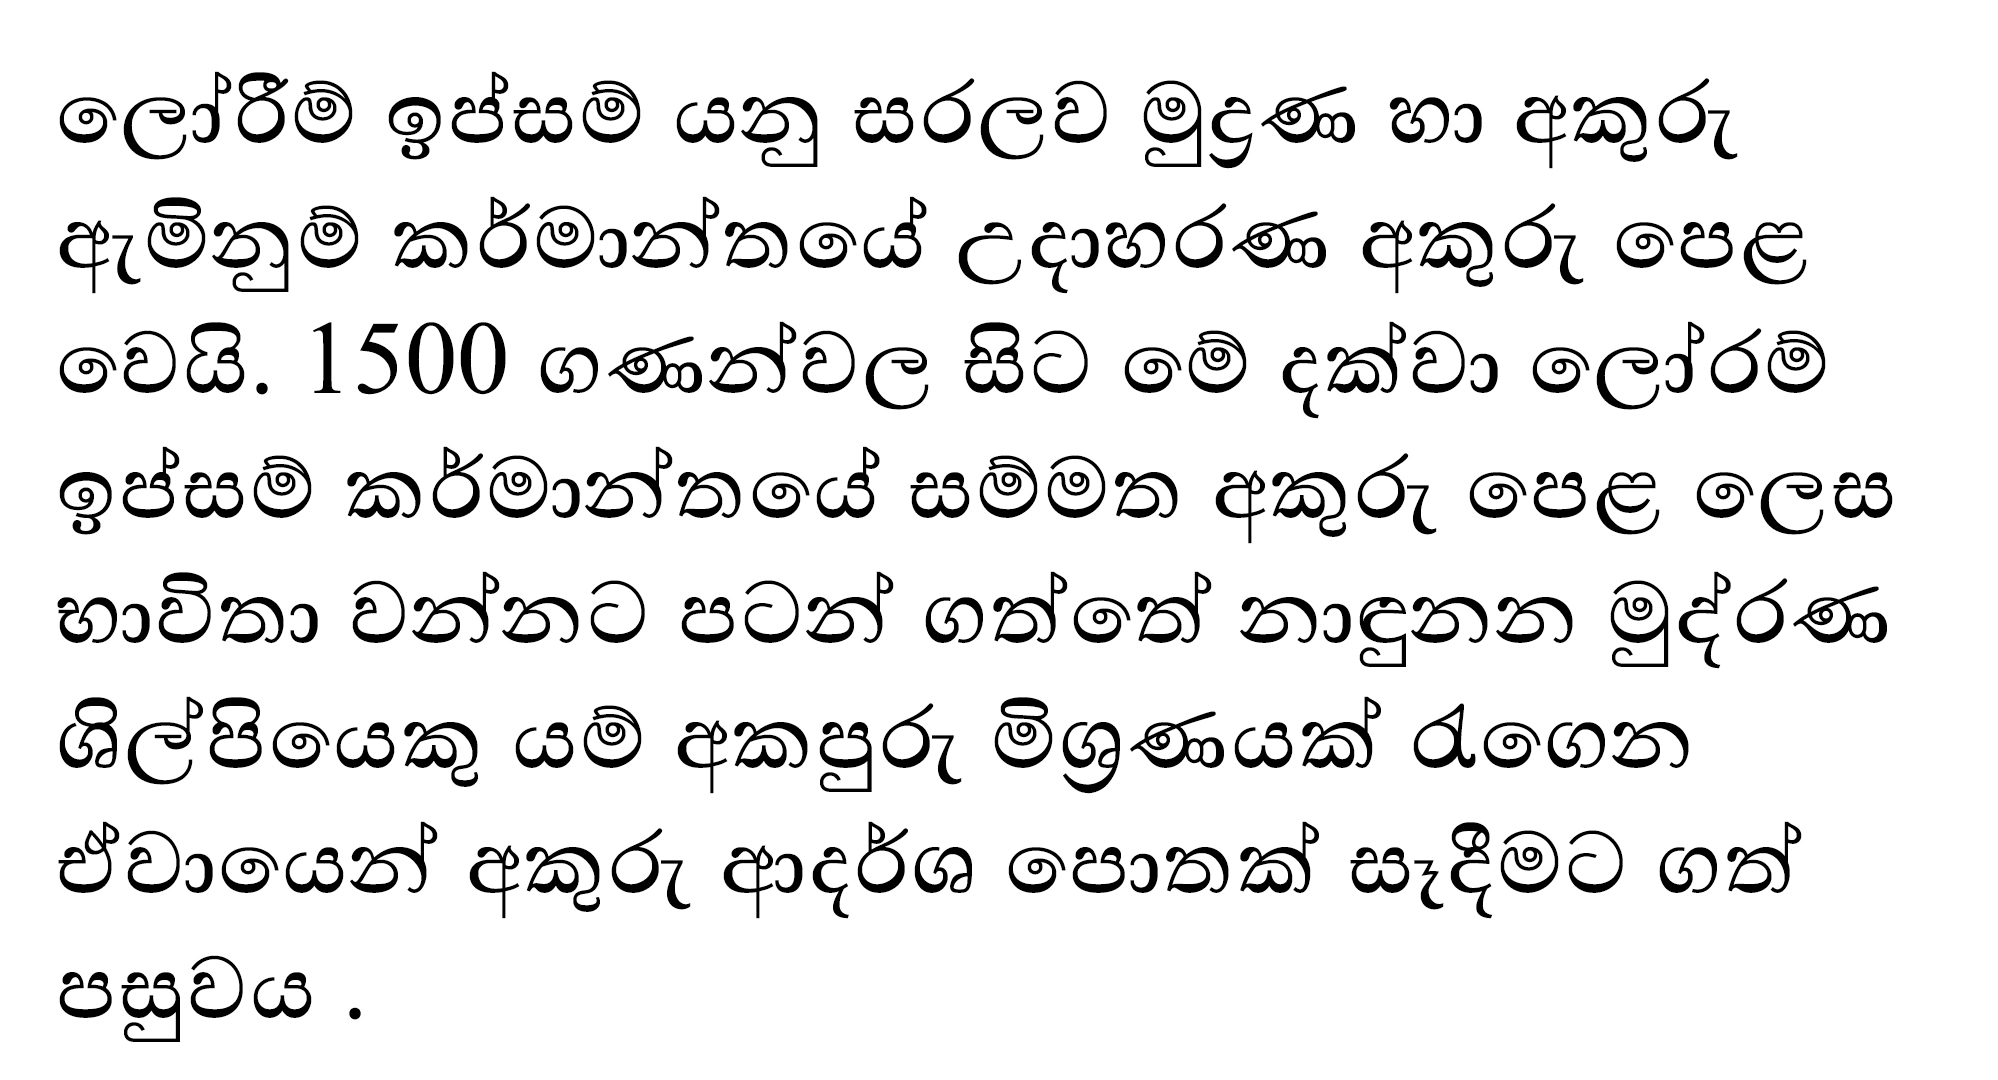 ලෝරීම් ඉප්සම් යනු සරලව මුද්‍රණ හා අකුරු
ඇමිනුම් කර්මාන්තයේ උදාහරණ අකුරු පෙළ
වෙයි. 1500 ගණන්වල සිට මේ දක්වා ලෝරම්
ඉප්සම් කර්මාන්තයේ සම්මත අකුරු පෙළ ලෙස
භාවිතා වන්නට පටන් ගත්තේ නාඳුනන මුද්රණ
ශිල්පියෙකු යම් අකපුරු මිශ්‍රණයක් රැගෙන
ඒවායෙන් අකුරු ආදර්ශ පොතක් සෑදීමට ගත්
පසුවය .